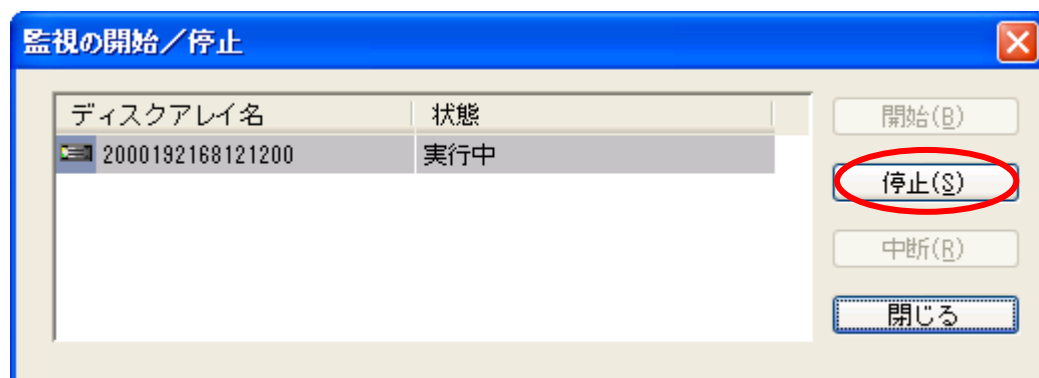 監視の開始／停止
ディスクアレイ名 状態
2000192168121200 実行中
開始(B)
停止(S)
中断(R)
閉じる